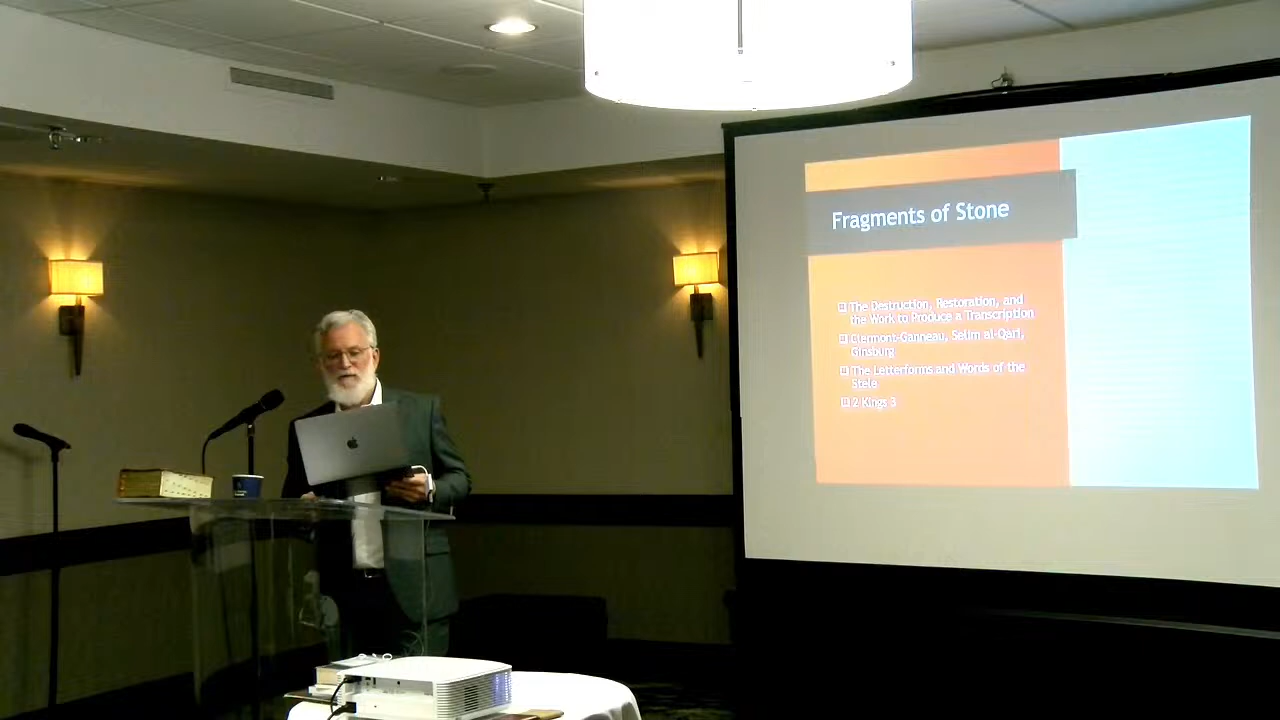 Fragments of Stone
The Destruction, Restoration, and
the Work to Produce a Transcription
Clermont-Ganneau, Selim al-Qari,
Ginsburg
The Letterforms and Words of the
Stele
2 Kings 3